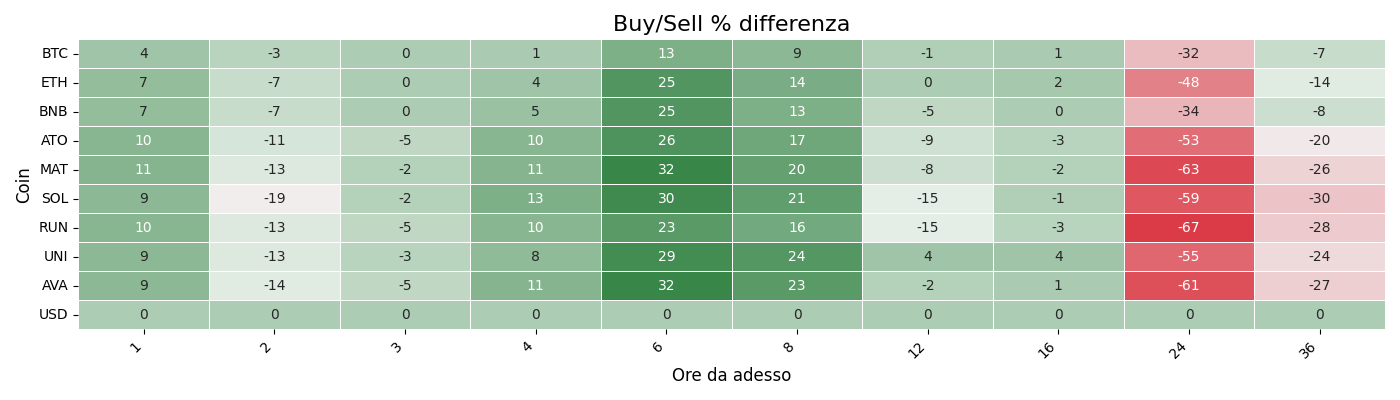 Buy/Sell % differenza
Coin
BTC 4 -3 0 1 13 9 -1 1 -32 -7
ETH 7 -7 0 4 25 14 0 2 -48 -14
BNB 7 -7 0 5 25 13 -5 0 -34 -8
ATO 10 -11 -5 10 26 17 -9 -3 -53 -20
MAT 11 -13 -2 11 32 20 -8 -2 -63 -26
SOL 9 -19 -2 13 30 21 -15 -1 -59 -30
RUN 10 -13 -5 10 23 16 -15 -3 -67 -28
UNI 9 -13 -3 8 29 24 4 4 -55 -24
AVA 9 -14 -5 11 32 23 -2 1 -61 -27
USD 0 0 0 0 0 0 0 0 0 0
1 2 3 4 6 8 12 16 24 36
Ore da adesso